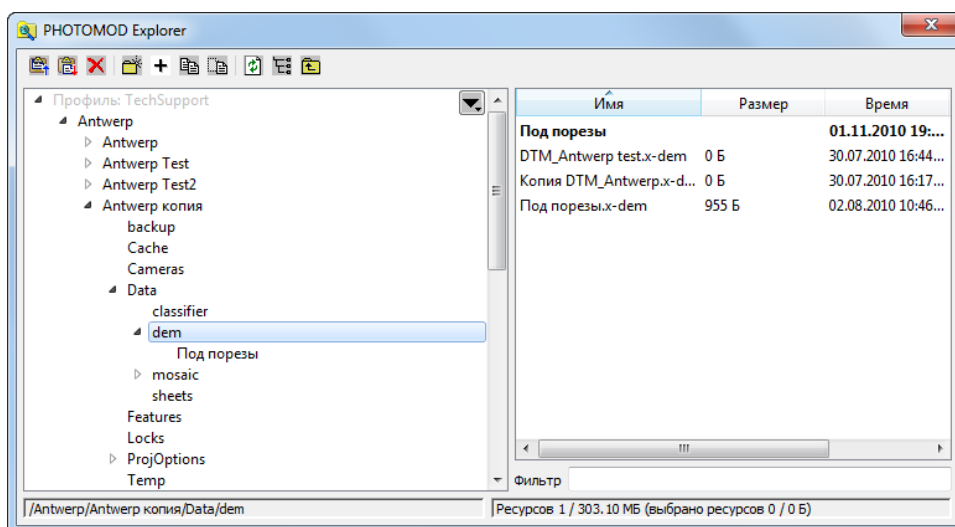 PHOTOMOD Explorer
Профиль: TechSupport
Antwerp
Antwerp
Antwerp Test
Antwerp Test2
Antwerp копия
backup
Cache
Cameras
Data
classifier
dem
Под порезы
mosaic
sheets
Features
Locks
ProjOptions
Temp
Имя Размер Время
Под порезы 01.11.2010 19:...
DTM_Antwerp test.x-dem 0 Б 30.07.2010 16:44...
Копия DTM_Antwerp.x-d... 0 Б 30.07.2010 16:17...
Под порезы.x-dem 955 Б 02.08.2010 10:46...
Фильтр
/Antwerp/Antwerp копия/Data/dem
Ресурсов 1 / 303.10 МБ (выбрано ресурсов 0 / 0 Б)